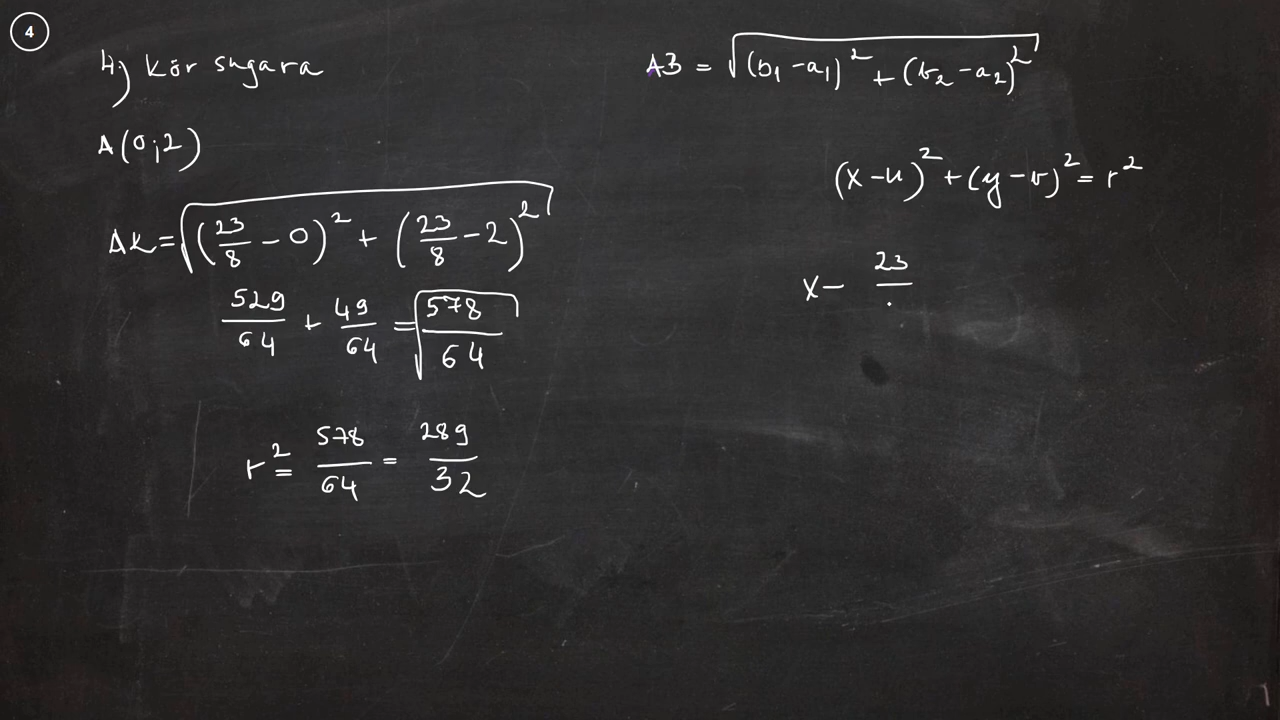 4
4) kör sugara
A(0;2)
AK = √((23/8 - 0)² + (23/8 - 2)²)
529/64 + 49/64 = √(578/64)
r² = 578/64 = 289/32
AB = √((b₁ - a₁)² + (b₂ - a₂)²)
(x - u)² + (y - v)² = r²
x - 23/